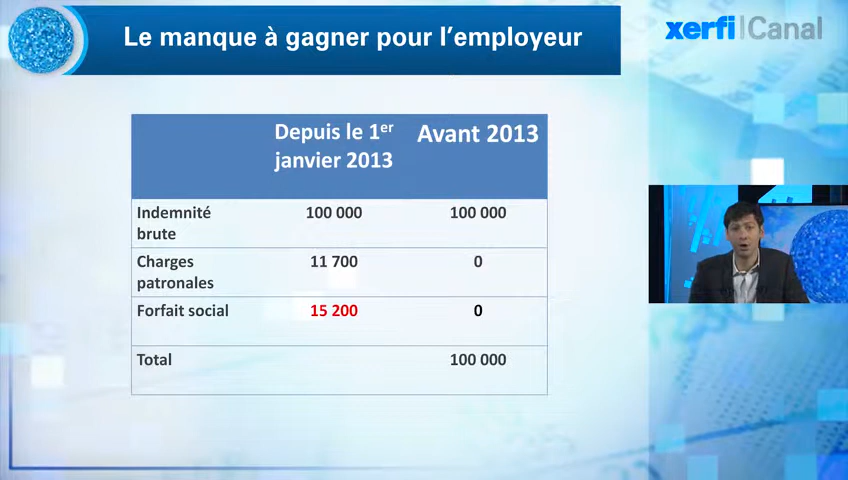 Le manque à gagner pour l'employeur
xerfi|Canal
Depuis le 1er Avant 2013
janvier 2013
Indemnité 100 000 100 000
brute
Charges 11 700 0
patronales
Forfait social 15 200 0
Total 100 000